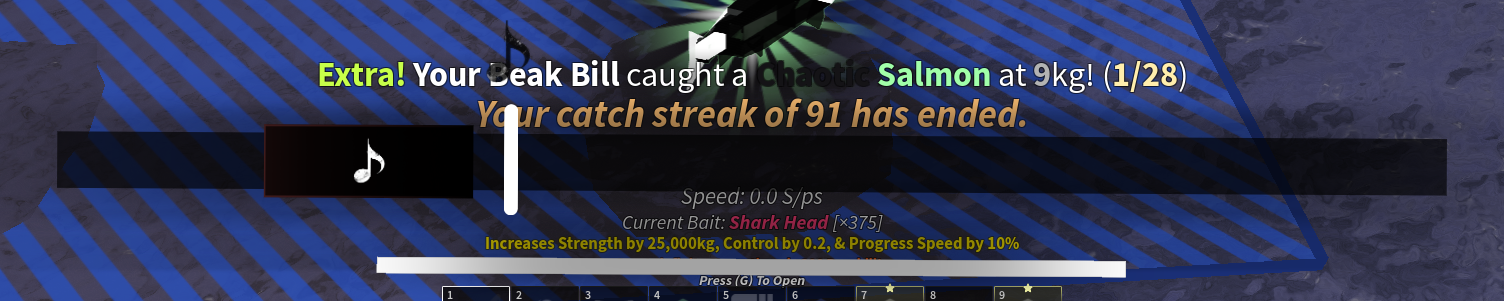 Extra! Your Beak Bill caught a Chaotic Salmon at 9kg! (1/28)
Your catch streak of 91 has ended.
Speed: 0.0 S/ps
Current Bait: Shark Head [×375]
Increases Strength by 25,000kg, Control by 0.2, & Progress Speed by 10%
Press (G) To Open
1 2 3 4 5 6 7 8 9